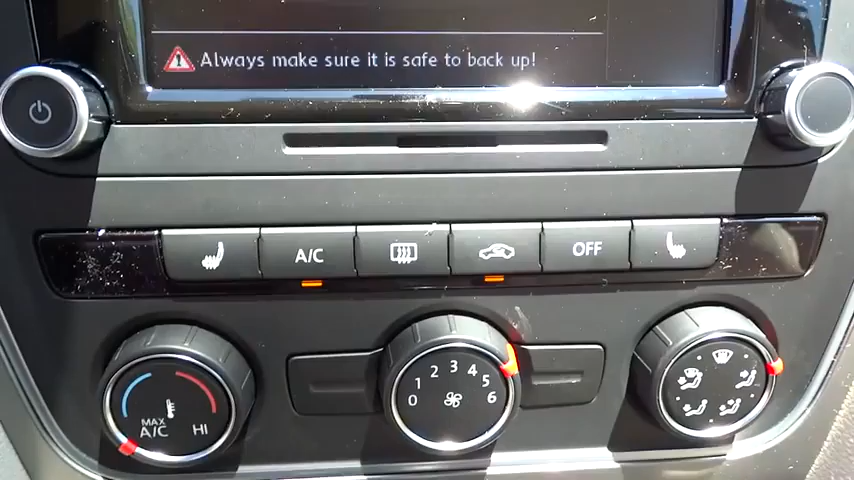 Always make sure it is safe to back up!
A/C
OFF
0 1 2 3 4 5 6
MAX
A/C HI